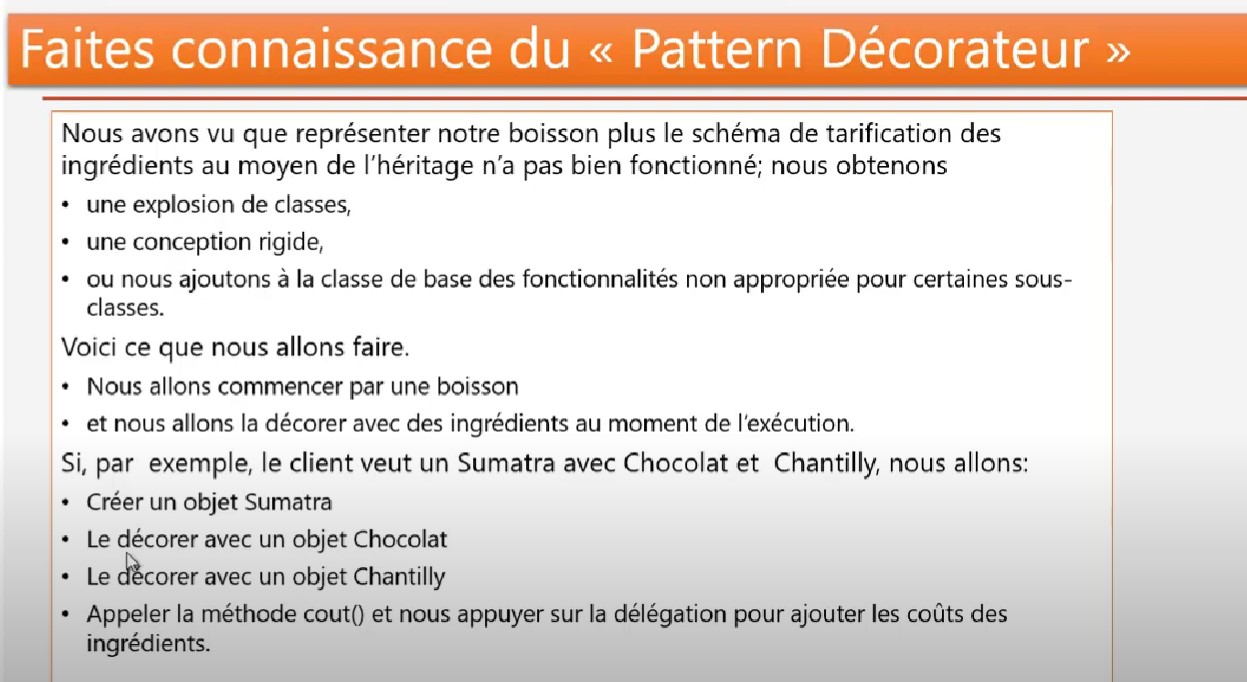 Faites connaissance du « Pattern Décorateur »
Nous avons vu que représenter notre boisson plus le schéma de tarification des
ingrédients au moyen de l'héritage n'a pas bien fonctionné; nous obtenons
• une explosion de classes,
• une conception rigide,
• ou nous ajoutons à la classe de base des fonctionnalités non appropriée pour certaines sous-
classes.
Voici ce que nous allons faire.
• Nous allons commencer par une boisson
• et nous allons la décorer avec des ingrédients au moment de l'exécution.
Si, par exemple, le client veut un Sumatra avec Chocolat et Chantilly, nous allons:
• Créer un objet Sumatra
• Le décorer avec un objet Chocolat
• Le décorer avec un objet Chantilly
• Appeler la méthode cout() et nous appuyer sur la délégation pour ajouter les coûts des
ingrédients.